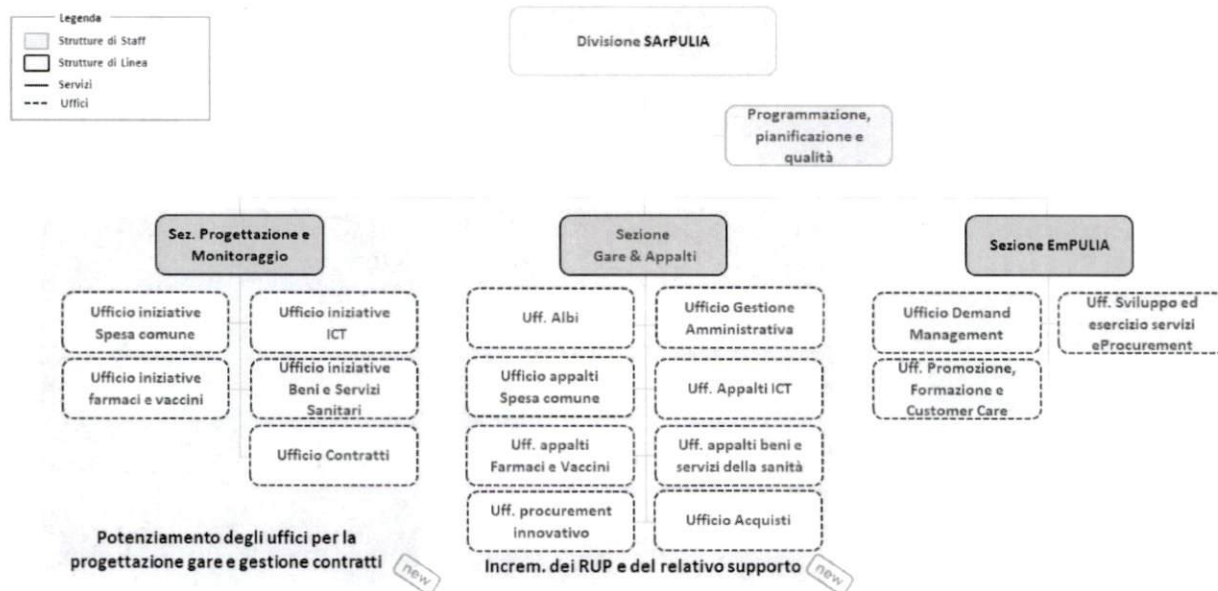 Legenda
Strutture di Staff
Strutture di Linea
Servizi
Uffici
Divisione SArPULIA
Programmazione,
pianificazione e
qualità
Sez. Progettazione e
Monitoraggio
Ufficio iniziative
Spesa comune
Ufficio iniziative
ICT
Ufficio iniziative
farmaci e vaccini
Ufficio iniziative
Beni e Servizi
Sanitari
Ufficio Contratti
Potenziamento degli uffici per la
progettazione gare e gestione contratti
new
Sezione
Gare & Appalti
Uff. Albi
Ufficio Gestione
Amministrativa
Ufficio appalti
Spesa comune
Uff. Appalti ICT
Uff. appalti
Farmaci e Vaccini
Uff. appalti beni e
servizi della sanità
Uff. procurement
innovativo
Ufficio Acquisti
Increm. dei RUP e del relativo supporto
new
Sezione EmPULIA
Ufficio Demand
Management
Uff. Sviluppo ed
esercizio servizi
eProcurement
Uff. Promozione,
Formazione e
Customer Care